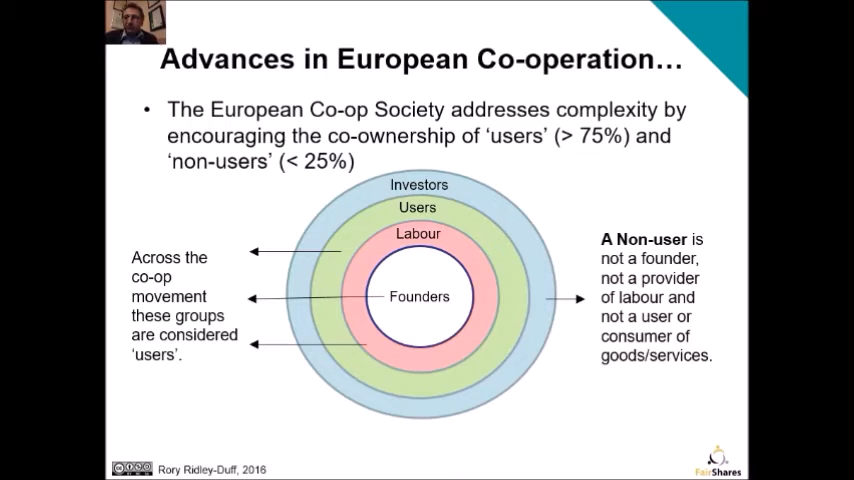 Advances in European Co-operation…
• The European Co-op Society addresses complexity by
encouraging the co-ownership of ‘users’ (> 75%) and
‘non-users’ (< 25%)
Investors
Users
Labour
Founders
Across the
co-op
movement
these groups
are considered
‘users’.
A Non-user is
not a founder,
not a provider
of labour and
not a user or
consumer of
goods/services.
Rory Ridley-Duff, 2016
FairShares